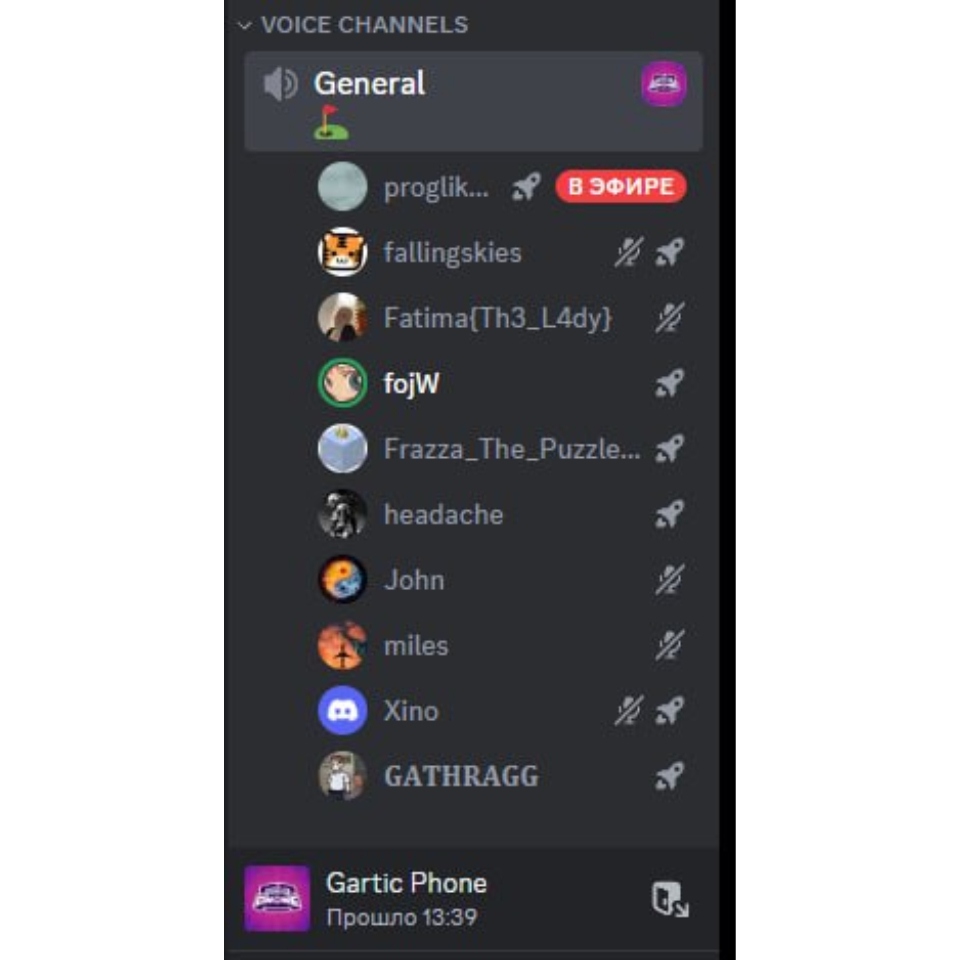 VOICE CHANNELS
General
proglik... В ЭФИРЕ
fallingskies
Fatima{Th3_L4dy}
fojW
Frazza_The_Puzzle...
headache
John
miles
Xino
GATHRAGG
Gartic Phone
Прошло 13:39